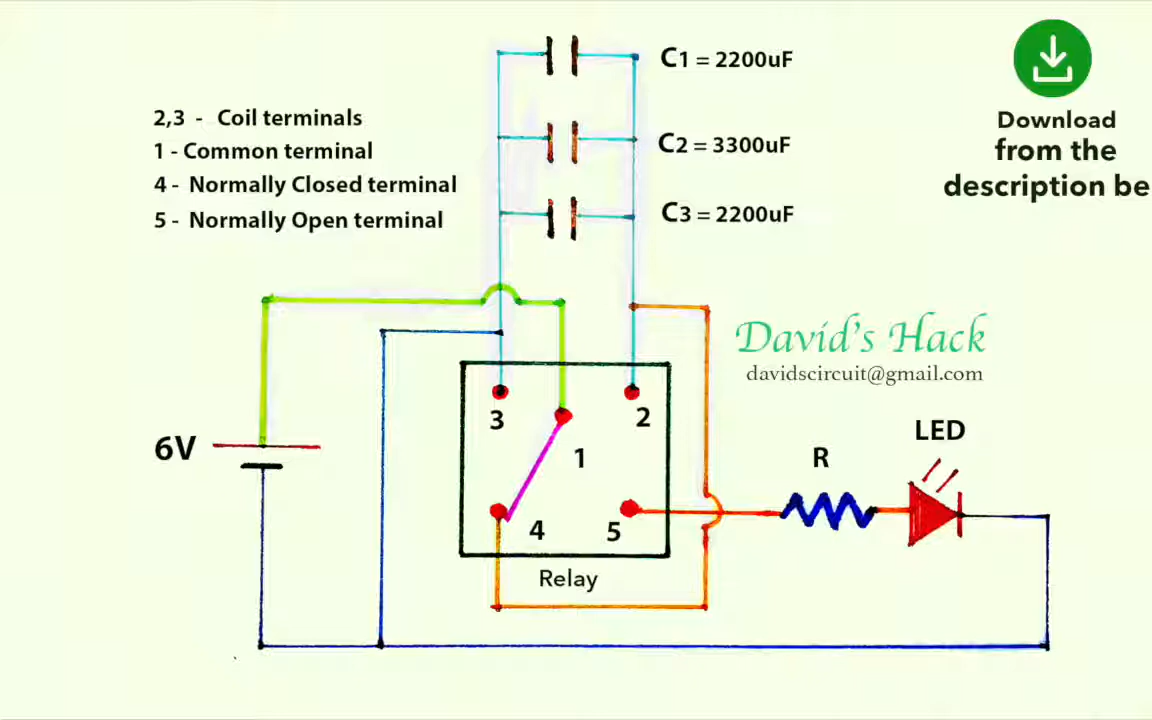 C1 = 2200uF
2,3 - Coil terminals
1 - Common terminal
4 - Normally Closed terminal
5 - Normally Open terminal
C2 = 3300uF
C3 = 2200uF
Download
from the
description be
David's Hack
davidscircuit@gmail.com
3
2
1
4
5
Relay
6V
R
LED